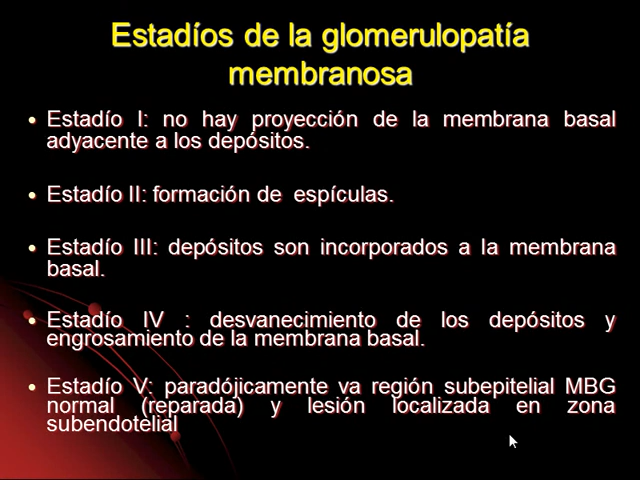 Estadíos de la glomerulopatía
membranosa
• Estadío I: no hay proyección de la membrana basal
adyacente a los depósitos.
• Estadío II: formación de espículas.
• Estadío III: depósitos son incorporados a la membrana
basal.
• Estadío IV : desvanecimiento de los depósitos y
engrosamiento de la membrana basal.
• Estadío V: paradójicamente va región subepitelial MBG
normal (reparada) y lesión localizada en zona
subendotelial